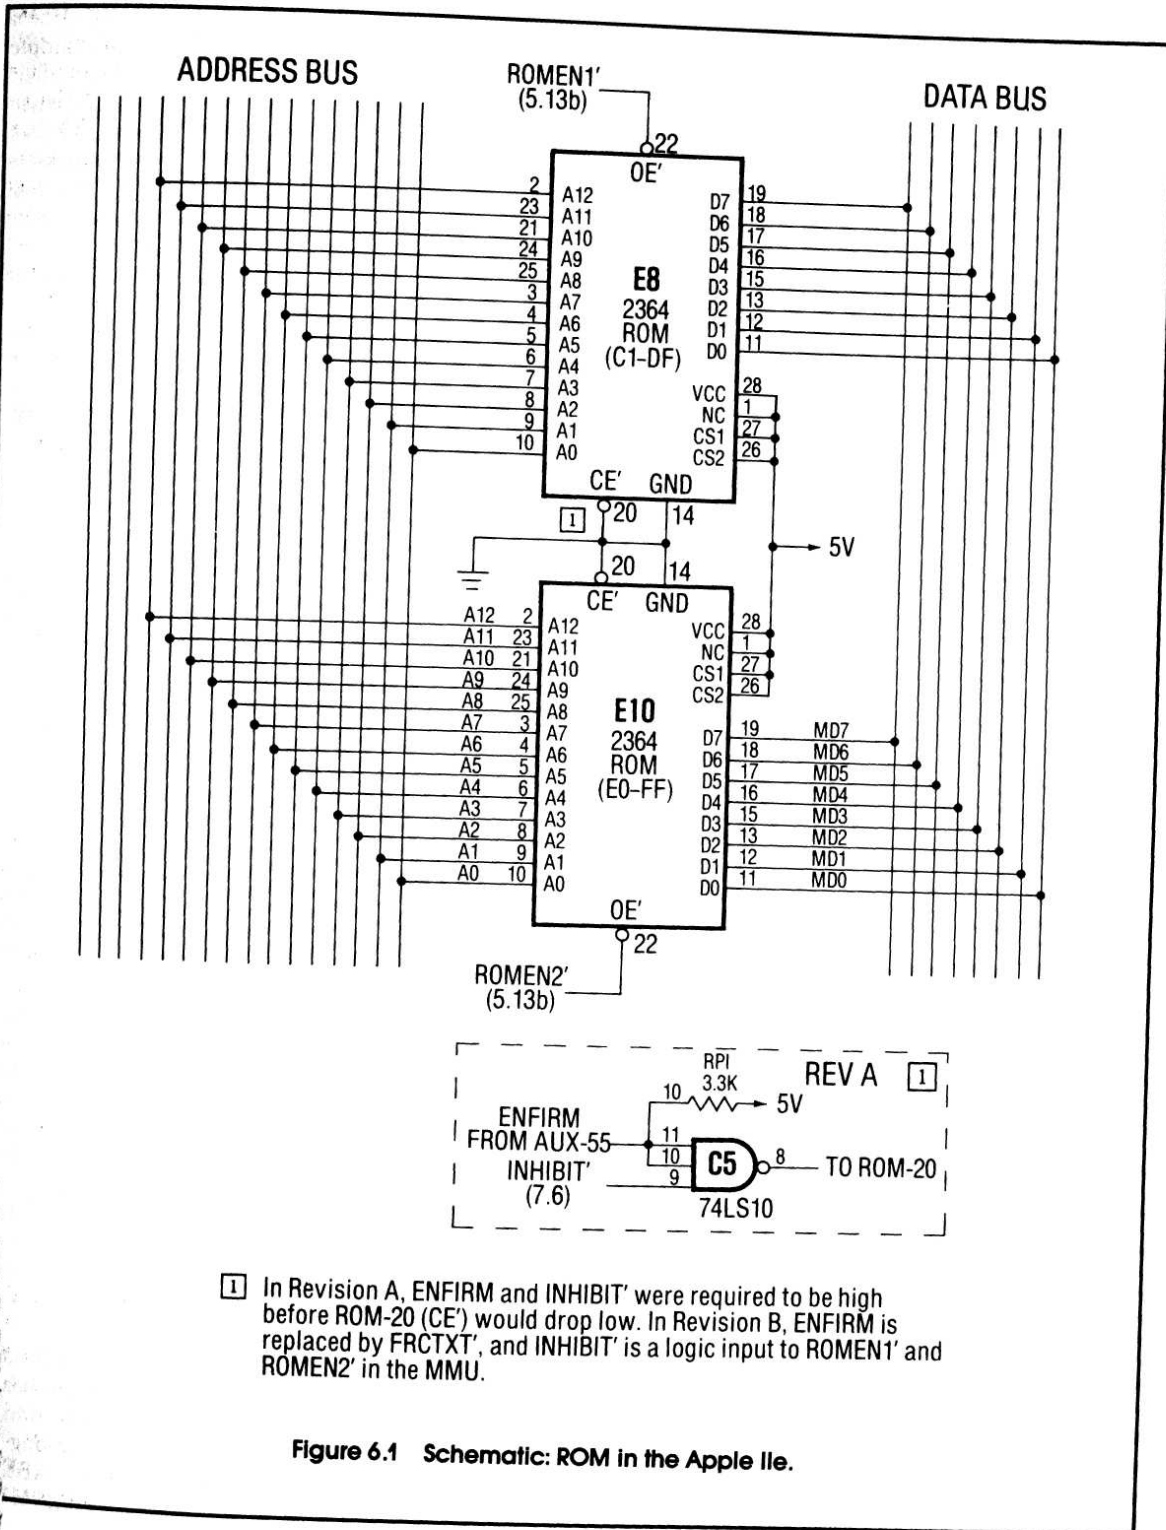 ADDRESS BUS
ROMEN1'
(5.13b)
DATA BUS
22
OE'
2 A12
23 A11
21 A10
24 A9
25 A8
3 A7
4 A6
5 A5
6 A4
7 A3
8 A2
9 A1
10 A0
E8
2364
ROM
(C1-DF)
D7 19
D6 18
D5 17
D4 16
D3 15
D2 13
D1 12
D0 11
VCC 28
NC 1
CS1 27
CS2 26
CE' GND
1 20 14
5V
20 14
CE' GND
A12 2 A12
A11 23 A11
A10 21 A10
A9 24 A9
A8 25 A8
A7 3 A7
A6 4 A6
A5 5 A5
A4 6 A4
A3 7 A3
A2 8 A2
A1 9 A1
A0 10 A0
E10
2364
ROM
(E0-FF)
VCC 28
NC 1
CS1 27
CS2 26
D7 19 MD7
D6 18 MD6
D5 17 MD5
D4 16 MD4
D3 15 MD3
D2 13 MD2
D1 12 MD1
D0 11 MD0
OE'
22
ROMEN2'
(5.13b)
RPI
3.3K
REV A 1
10 5V
ENFIRM
FROM AUX-55
INHIBIT'
(7.6)
11
10
9
C5
8 TO ROM-20
74LS10
1 In Revision A, ENFIRM and INHIBIT' were required to be high
before ROM-20 (CE') would drop low. In Revision B, ENFIRM is
replaced by FRCTXT', and INHIBIT' is a logic input to ROMEN1' and
ROMEN2' in the MMU.
Figure 6.1 Schematic: ROM in the Apple IIe.